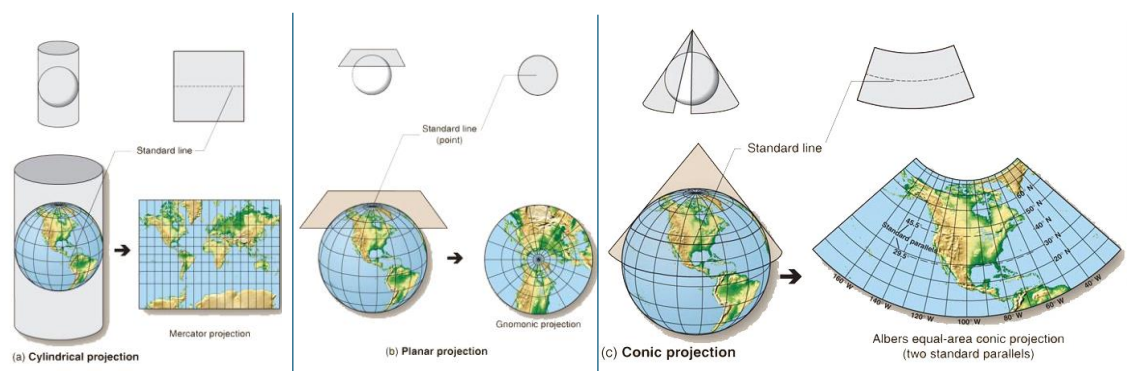 Standard line
Mercator projection
(a) Cylindrical projection
Standard line
(point)
Gnomonic projection
(b) Planar projection
Standard line
60° N
50° N
40° N
30° N
20° N
45.5
Standard parallels
29.5
160° W
140° W
120° W
100° W
80° W
60° W
40° W
Albers equal-area conic projection
(two standard parallels)
(c) Conic projection